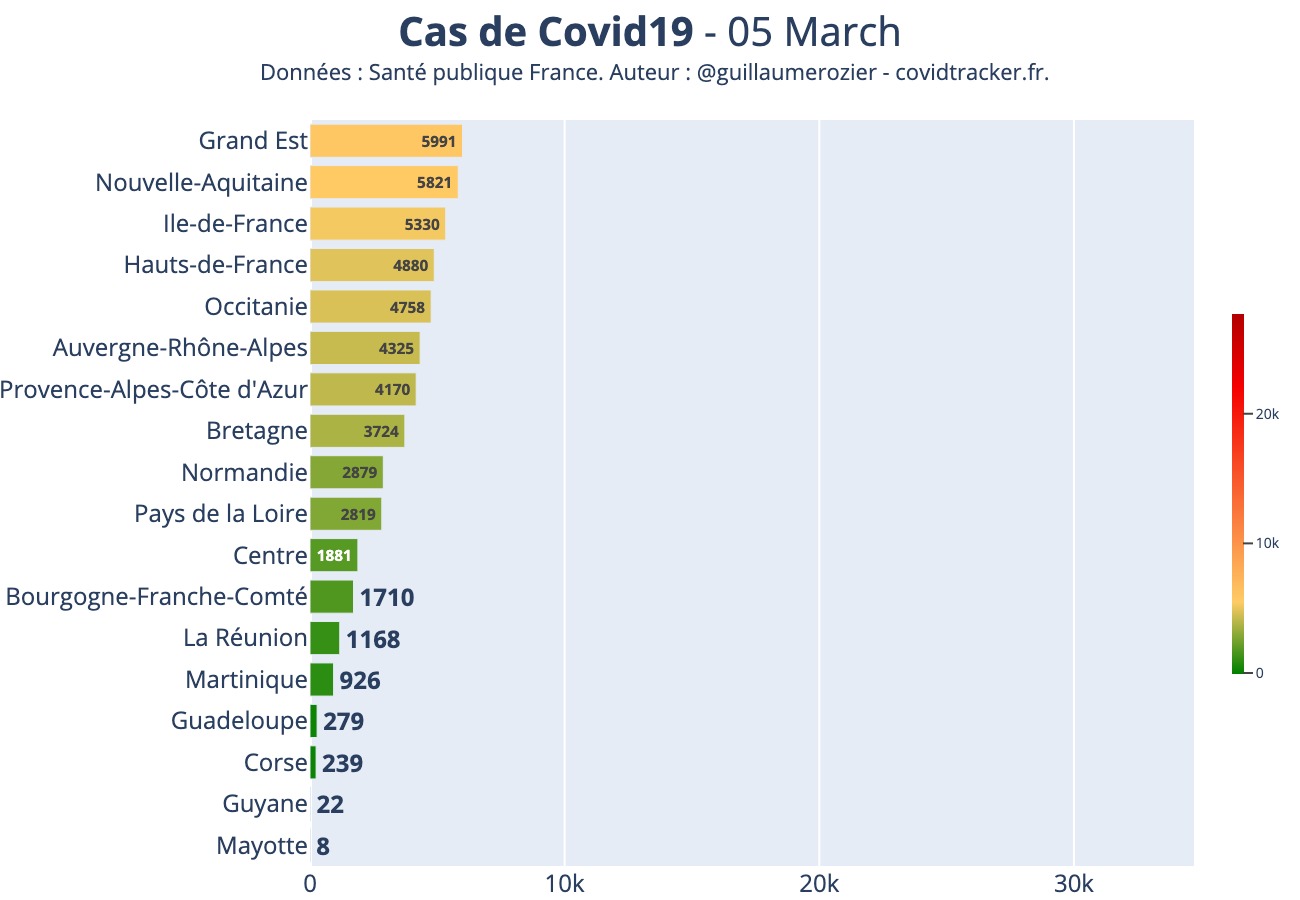 Cas de Covid19 - 05 March
Données : Santé publique France. Auteur : @guillaumerozier - covidtracker.fr.
Grand Est 5991
Nouvelle-Aquitaine 5821
Ile-de-France 5330
Hauts-de-France 4880
Occitanie 4758
Auvergne-Rhône-Alpes 4325
Provence-Alpes-Côte d'Azur 4170
Bretagne 3724
Normandie 2879
Pays de la Loire 2819
Centre 1881
Bourgogne-Franche-Comté 1710
La Réunion 1168
Martinique 926
Guadeloupe 279
Corse 239
Guyane 22
Mayotte 8
0 10k 20k 30k
20k
10k
0